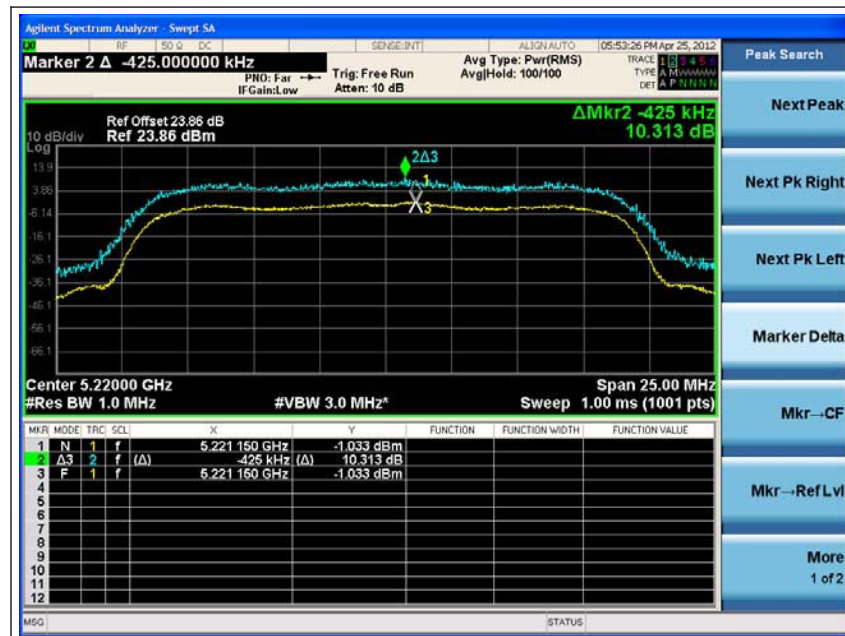 Agilent Spectrum Analyzer - Swept SA
LXI RF 50 Ω DC SENSE:INT ALIGN AUTO 05:53:26 PM Apr 25, 2012
Marker 2 Δ -425.000000 kHz
PNO: Far
IFGain:Low
Trig: Free Run
Atten: 10 dB
Avg Type: Pwr(RMS)
Avg|Hold: 100/100
TRACE 1 2 3 4 5 6
TYPE A M W W W W
DET A P N N N N
ΔMkr2 -425 kHz
10.313 dB
Ref Offset 23.86 dB
Ref 23.86 dBm
10 dB/div
Log
13.9
3.86
-6.14
-16.1
-26.1
-36.1
-46.1
-56.1
-66.1
2Δ3
1
3
Center 5.22000 GHz
Span 25.00 MHz
#Res BW 1.0 MHz
#VBW 3.0 MHz*
Sweep 1.00 ms (1001 pts)
MKR MODE TRC SCL X Y FUNCTION FUNCTION WIDTH FUNCTION VALUE
1 N 1 f 5.221 150 GHz -1.033 dBm
2 Δ3 2 f (Δ) -425 kHz (Δ) 10.313 dB
3 F 1 f 5.221 150 GHz -1.033 dBm
4
5
6
7
8
9
10
11
12
MSG
STATUS
Peak Search
Next Peak
Next Pk Right
Next Pk Left
Marker Delta
Mkr→CF
Mkr→Ref Lvl
More
1 of 2